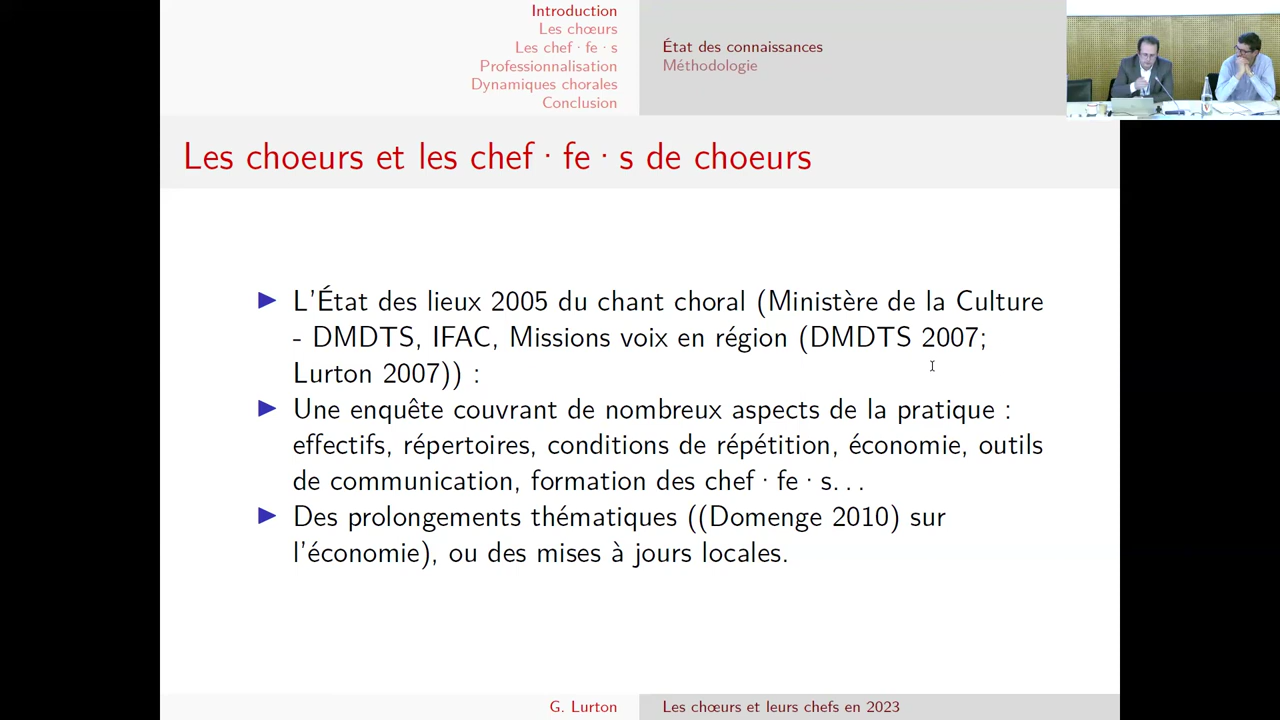 Introduction
Les chœurs
Les chef · fe · s
Professionnalisation
Dynamiques chorales
Conclusion
État des connaissances
Méthodologie
Les choeurs et les chef · fe · s de choeurs
L'État des lieux 2005 du chant choral (Ministère de la Culture
- DMDTS, IFAC, Missions voix en région (DMDTS 2007;
Lurton 2007)) :
Une enquête couvrant de nombreux aspects de la pratique :
effectifs, répertoires, conditions de répétition, économie, outils
de communication, formation des chef · fe · s. . .
Des prolongements thématiques ((Domenge 2010) sur
l'économie), ou des mises à jours locales.
G. Lurton
Les chœurs et leurs chefs en 2023